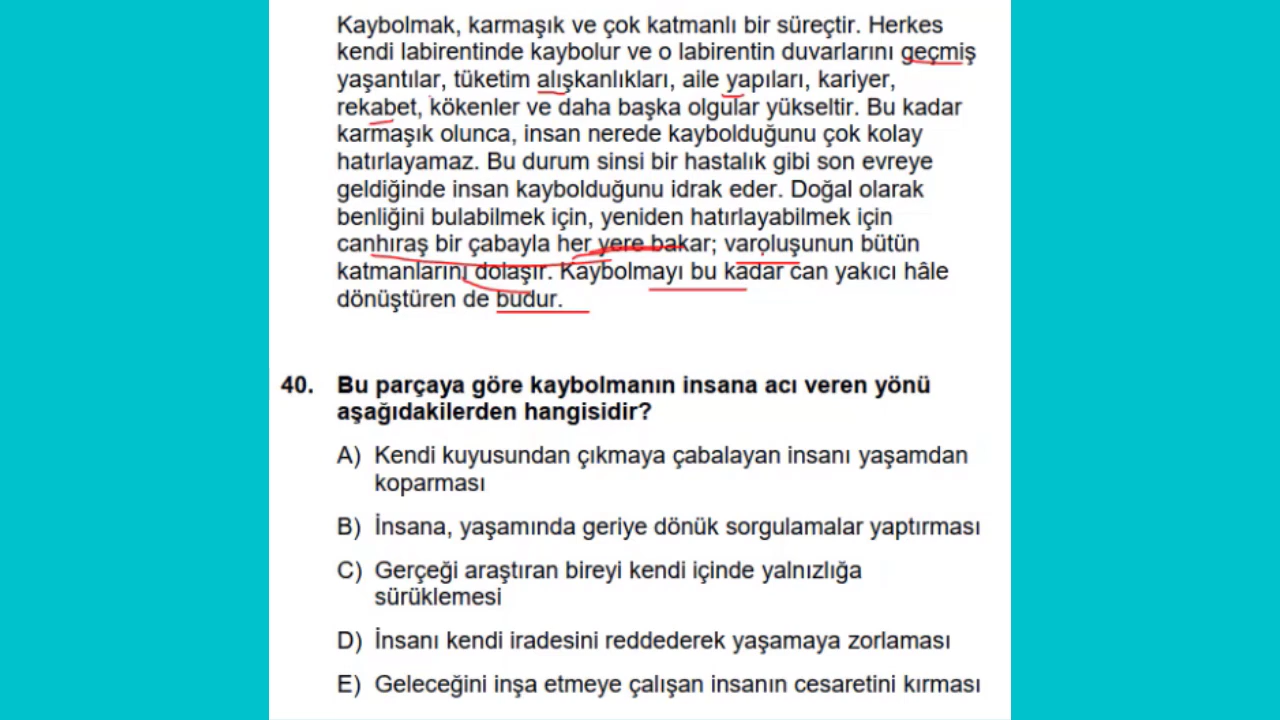 Kaybolmak, karmaşık ve çok katmanlı bir süreçtir. Herkes
kendi labirentinde kaybolur ve o labirentin duvarlarını geçmiş
yaşantılar, tüketim alışkanlıkları, aile yapıları, kariyer,
rekabet, kökenler ve daha başka olgular yükseltir. Bu kadar
karmaşık olunca, insan nerede kaybolduğunu çok kolay
hatırlayamaz. Bu durum sinsi bir hastalık gibi son evreye
geldiğinde insan kaybolduğunu idrak eder. Doğal olarak
benliğini bulabilmek için, yeniden hatırlayabilmek için
canhıraş bir çabayla her yere bakar; varoluşunun bütün
katmanlarını dolaşır. Kaybolmayı bu kadar can yakıcı hâle
dönüştüren de budur.
40. Bu parçaya göre kaybolmanın insana acı veren yönü
aşağıdakilerden hangisidir?
A) Kendi kuyusundan çıkmaya çabalayan insanı yaşamdan
koparması
B) İnsana, yaşamında geriye dönük sorgulamalar yaptırması
C) Gerçeği araştıran bireyi kendi içinde yalnızlığa
sürüklemesi
D) İnsanı kendi iradesini reddederek yaşamaya zorlaması
E) Geleceğini inşa etmeye çalışan insanın cesaretini kırması